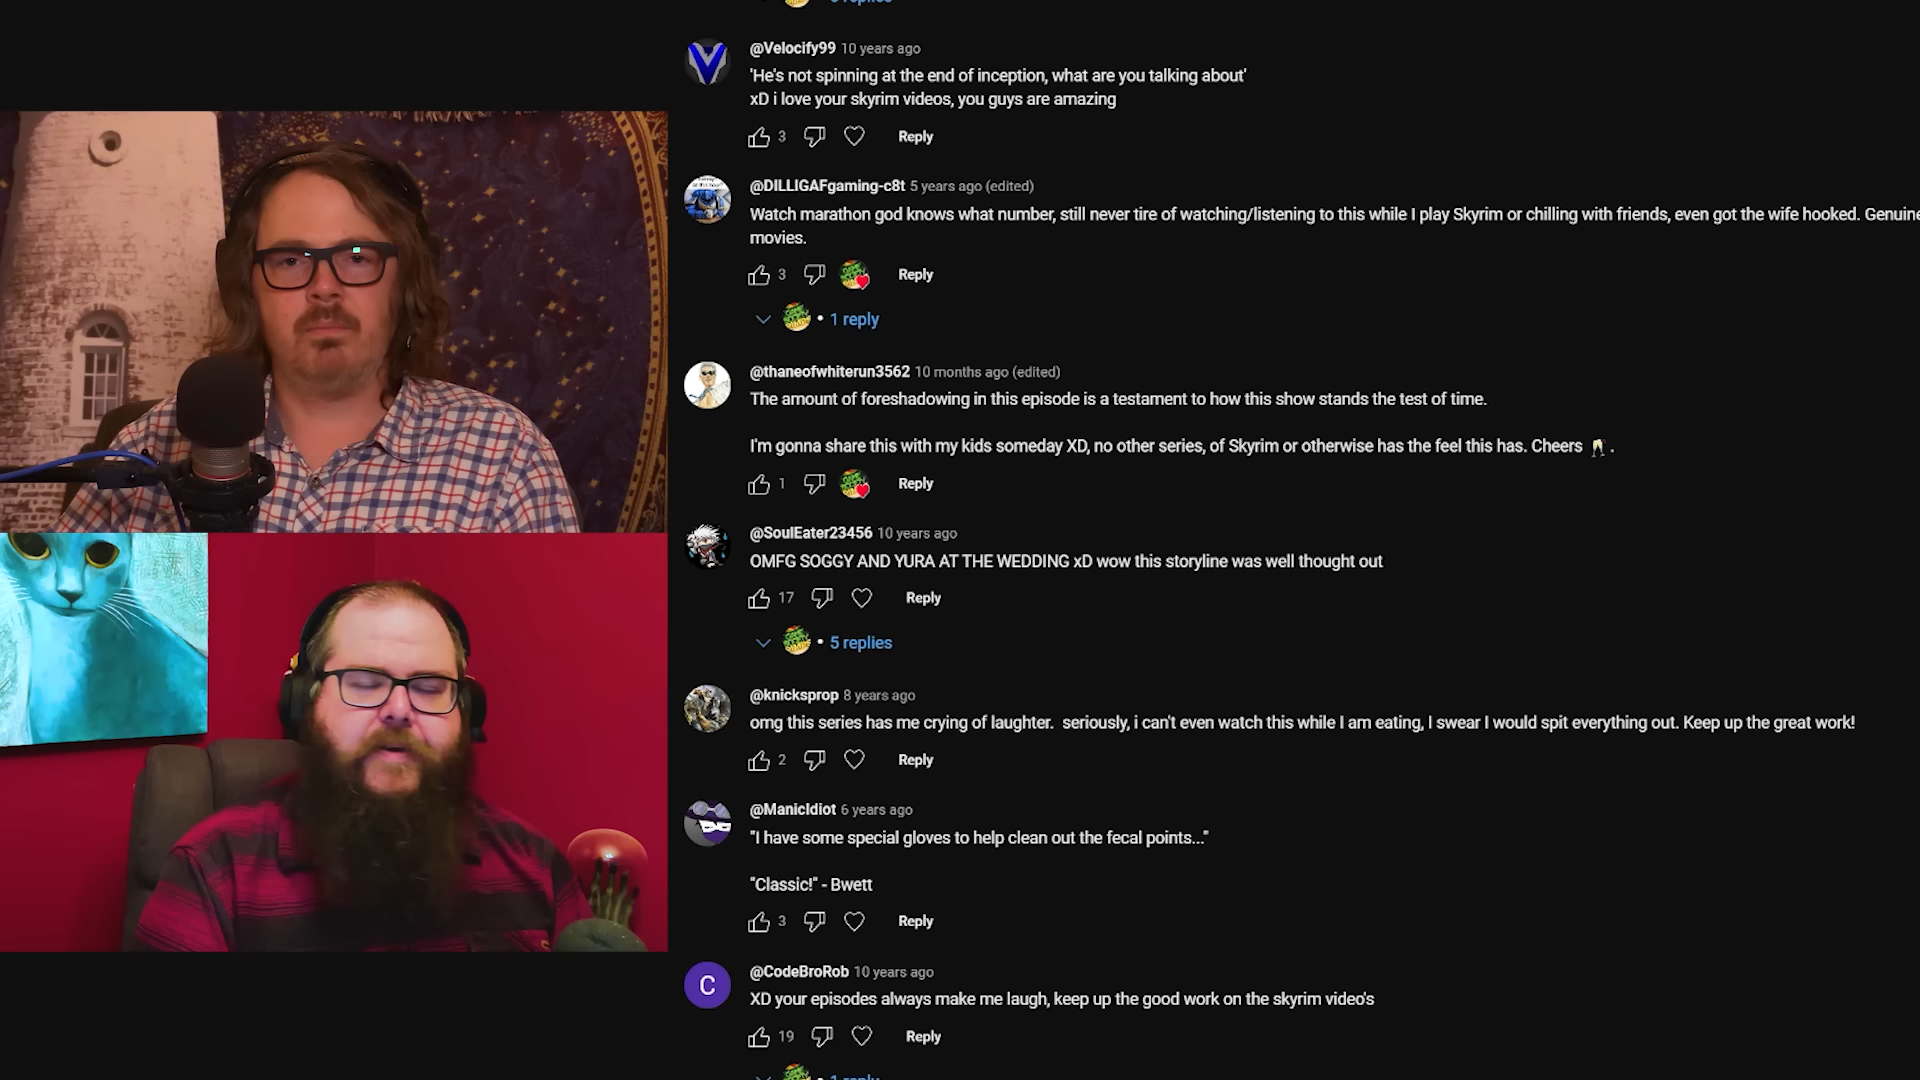 @Velocify99 10 years ago
'He's not spinning at the end of inception, what are you talking about'
xD i love your skyrim videos, you guys are amazing
3 Reply
@DILLIGAFgaming-c8t 5 years ago (edited)
Watch marathon god knows what number, still never tire of watching/listening to this while I play Skyrim or chilling with friends, even got the wife hooked. Genuine
movies.
3 Reply
• 1 reply
@thaneofwhiterun3562 10 months ago (edited)
The amount of foreshadowing in this episode is a testament to how this show stands the test of time.
I'm gonna share this with my kids someday XD, no other series, of Skyrim or otherwise has the feel this has. Cheers 🥂.
1 Reply
@SoulEater23456 10 years ago
OMFG SOGGY AND YURA AT THE WEDDING xD wow this storyline was well thought out
17 Reply
• 5 replies
@knicksprop 8 years ago
omg this series has me crying of laughter. seriously, i can't even watch this while I am eating, I swear I would spit everything out. Keep up the great work!
2 Reply
@ManicIdiot 6 years ago
"I have some special gloves to help clean out the fecal points..."
"Classic!" - Bwett
3 Reply
C
@CodeBroRob 10 years ago
XD your episodes always make me laugh, keep up the good work on the skyrim video's
19 Reply
• 1 reply